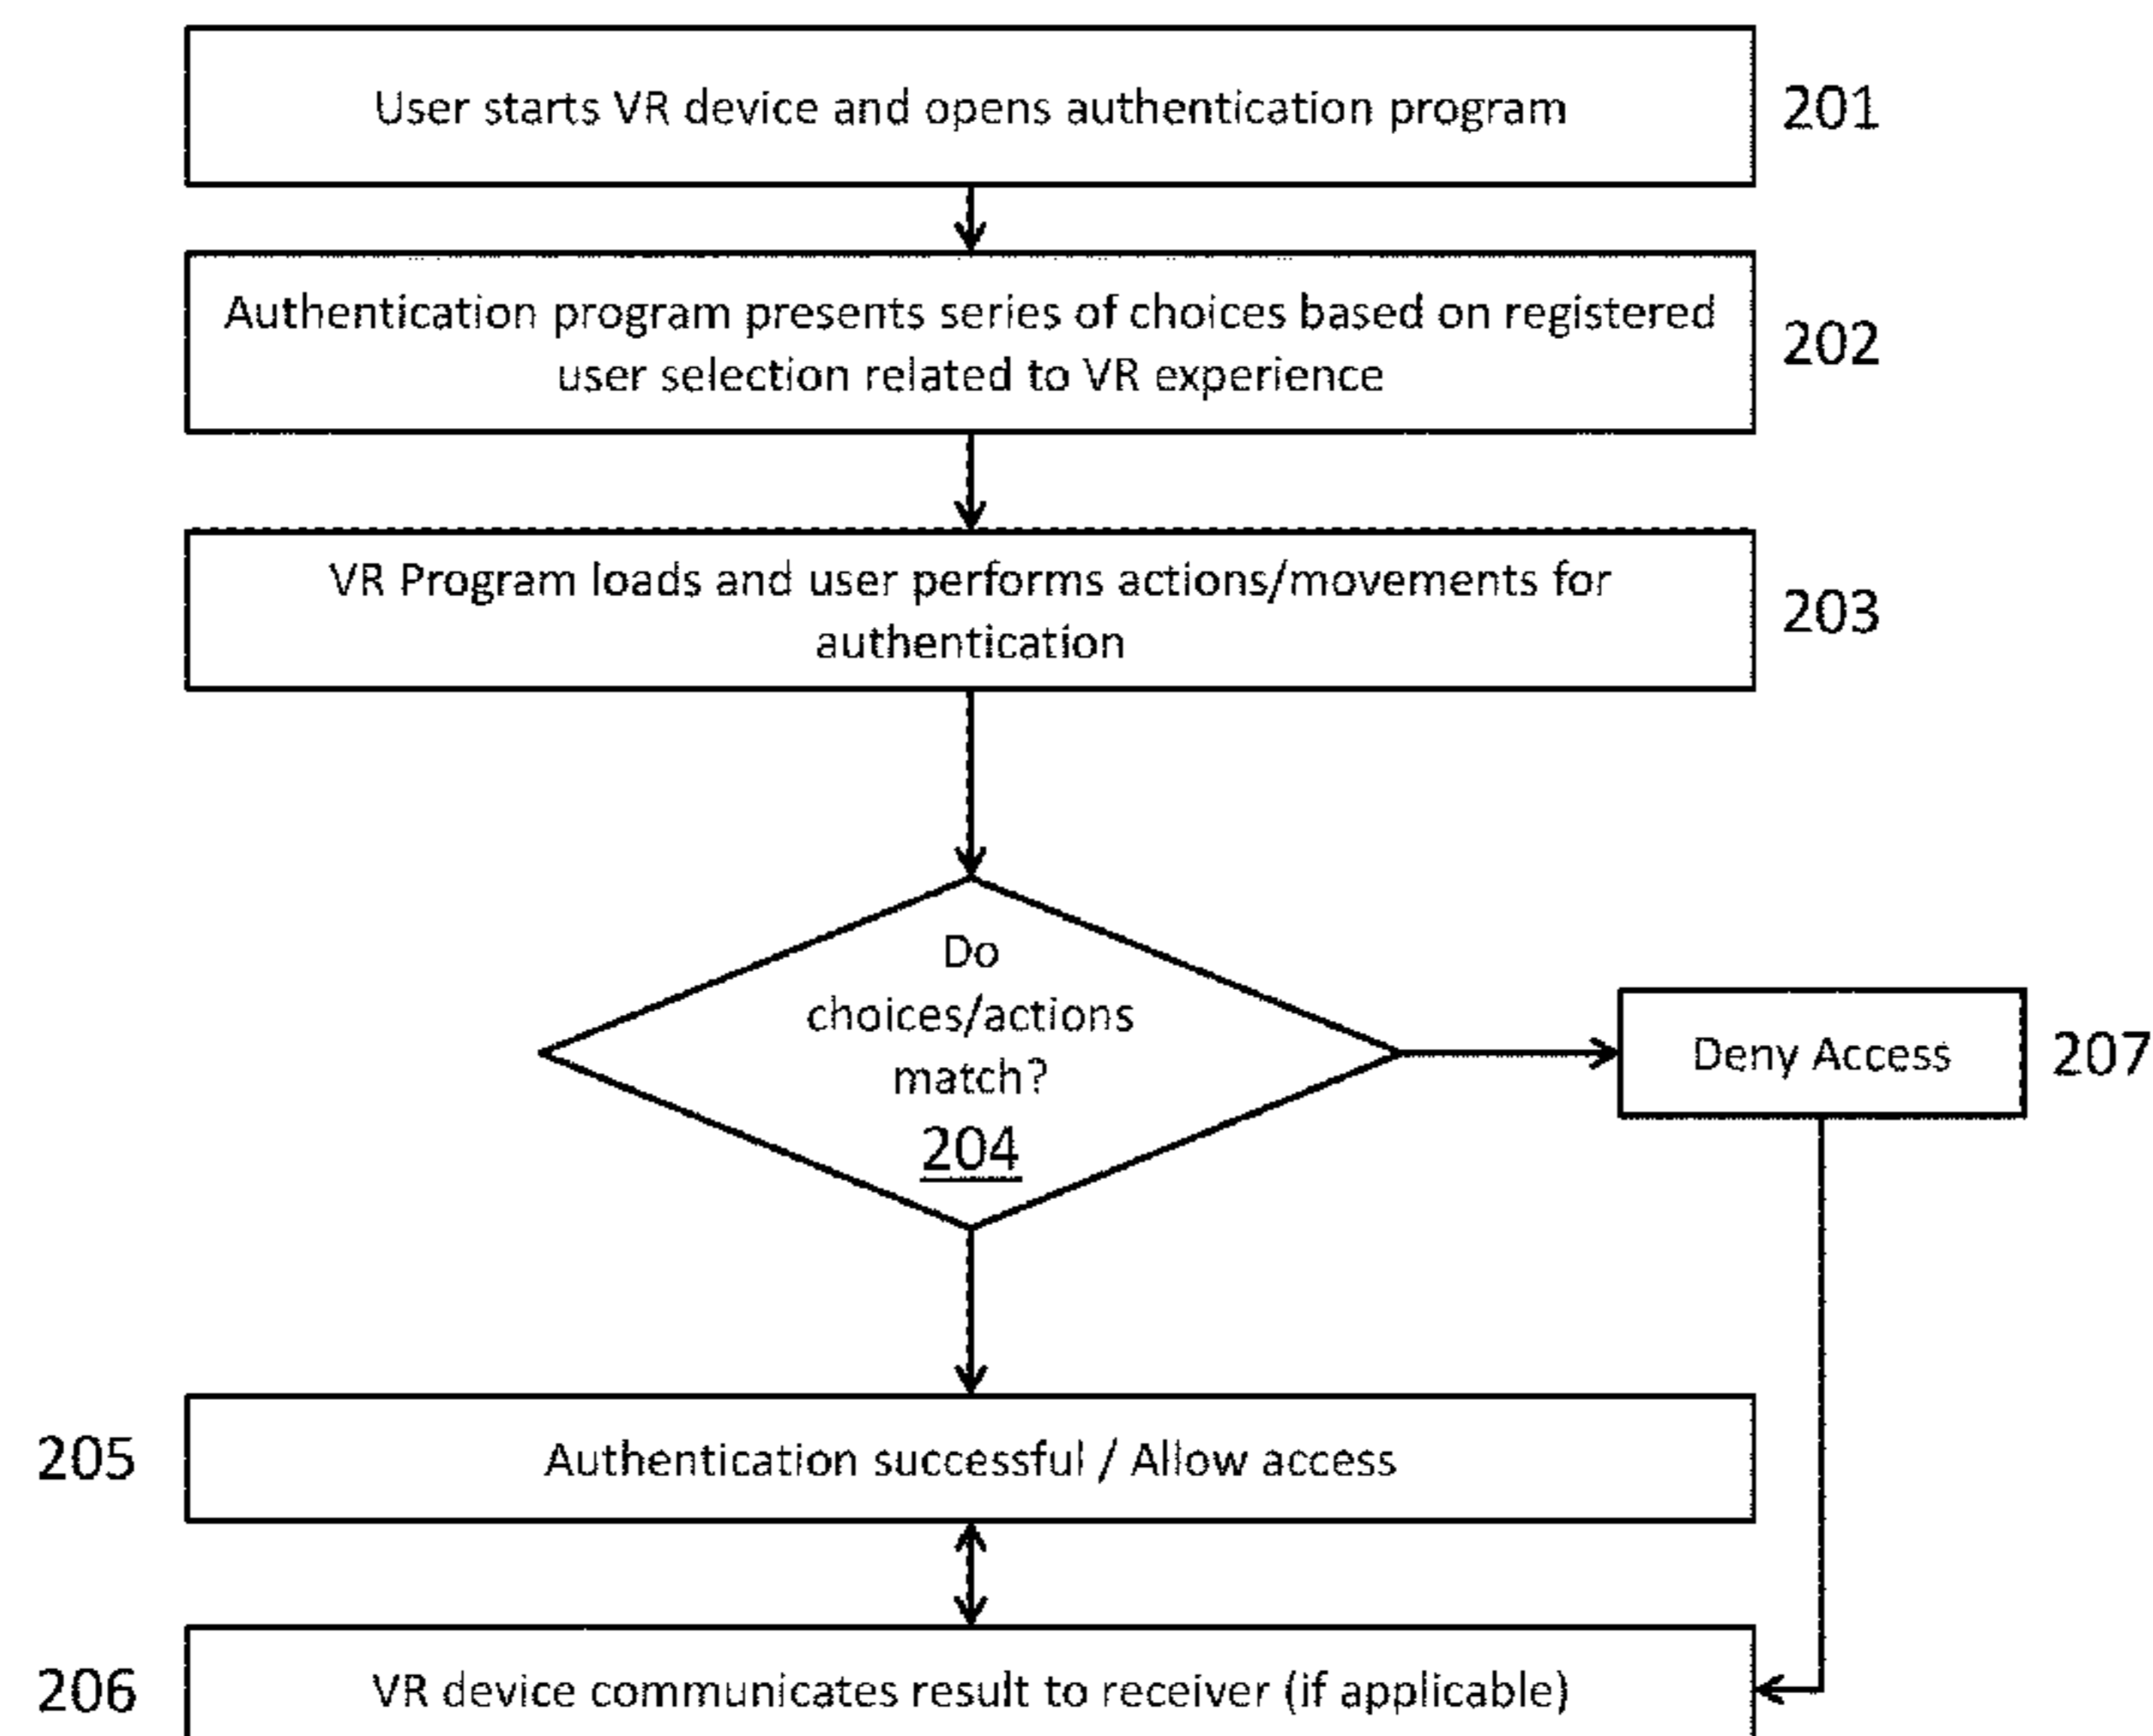 User starts VR device and opens authentication program
201
Authentication program presents series of choices based on registered
user selection related to VR experience
202
VR Program loads and user performs actions/movements for
authentication
203
Do
choices/actions
match?
204
Deny Access
207
205
Authentication successful / Allow access
206
VR device communicates result to receiver (if applicable)